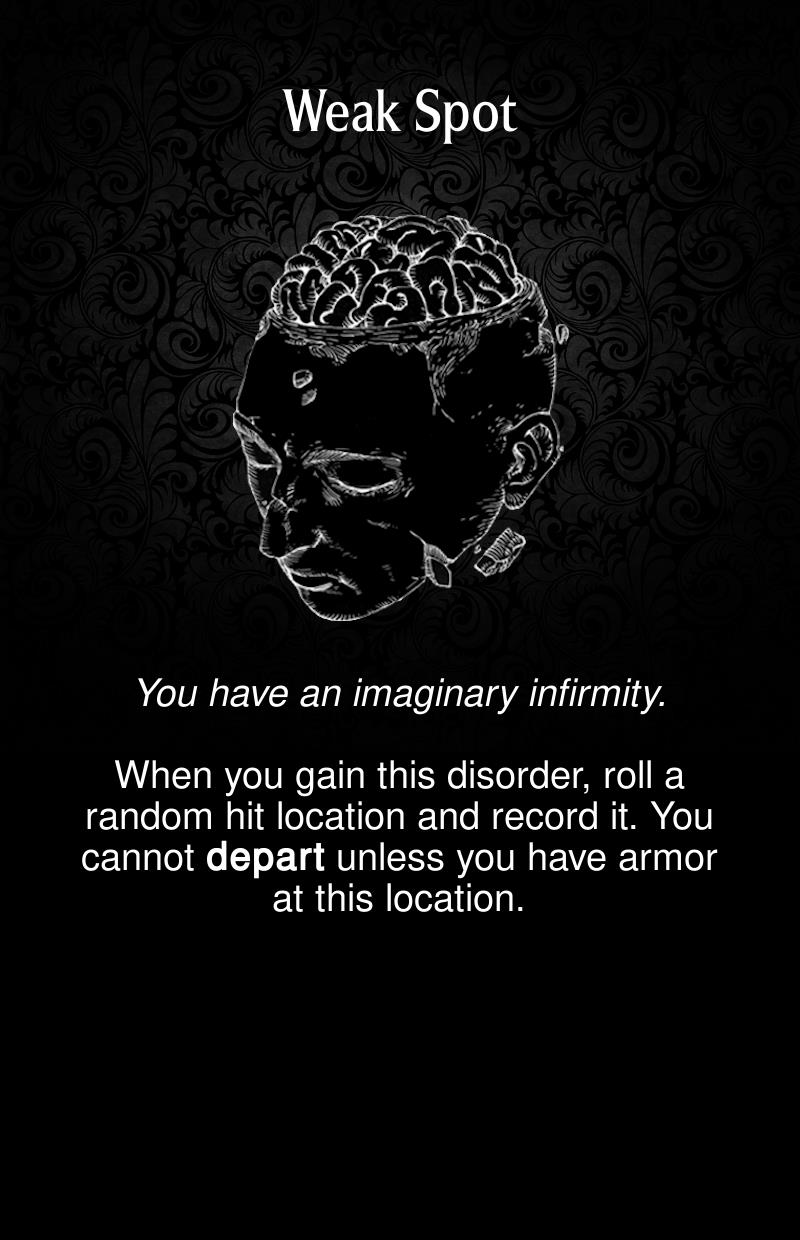 Weak Spot
You have an imaginary infirmity.
When you gain this disorder, roll a
random hit location and record it. You
cannot depart unless you have armor
at this location.